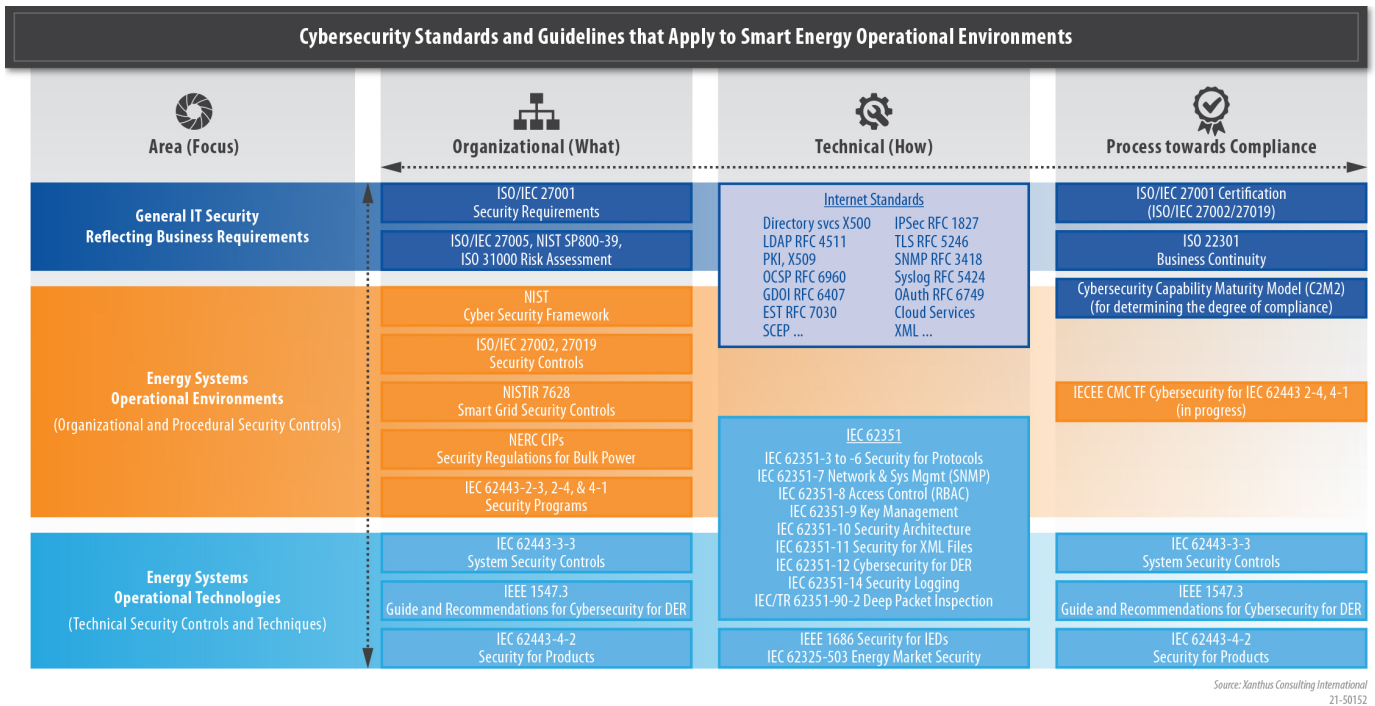 Cybersecurity Standards and Guidelines that Apply to Smart Energy Operational Environments
Area (Focus)
Organizational (What)
Technical (How)
Process towards Compliance
General IT Security
Reflecting Business Requirements
ISO/IEC 27001
Security Requirements
ISO/IEC 27005, NIST SP800-39,
ISO 31000 Risk Assessment
Internet Standards
Directory svcs X500
LDAP RFC 4511
PKI, X509
OCSP RFC 6960
GDOI RFC 6407
EST RFC 7030
SCEP ...
IPSec RFC 1827
TLS RFC 5246
SNMP RFC 3418
Syslog RFC 5424
OAuth RFC 6749
Cloud Services
XML ...
ISO/IEC 27001 Certification
(ISO/IEC 27002/27019)
ISO 22301
Business Continuity
Cybersecurity Capability Maturity Model (C2M2)
(for determining the degree of compliance)
Energy Systems
Operational Environments
(Organizational and Procedural Security Controls)
NIST
Cyber Security Framework
ISO/IEC 27002, 27019
Security Controls
NISTIR 7628
Smart Grid Security Controls
NERC CIPs
Security Regulations for Bulk Power
IEC 62443-2-3, 2-4, & 4-1
Security Programs
IEC 62351
IEC 62351-3 to -6 Security for Protocols
IEC 62351-7 Network & Sys Mgmt (SNMP)
IEC 62351-8 Access Control (RBAC)
IEC 62351-9 Key Management
IEC 62351-10 Security Architecture
IEC 62351-11 Security for XML Files
IEC 62351-12 Cybersecurity for DER
IEC 62351-14 Security Logging
IEC/TR 62351-90-2 Deep Packet Inspection
IECEE CMC TF Cybersecurity for IEC 62443 2-4, 4-1
(in progress)
Energy Systems
Operational Technologies
(Technical Security Controls and Techniques)
IEC 62443-3-3
System Security Controls
IEEE 1547.3
Guide and Recommendations for Cybersecurity for DER
IEC 62443-4-2
Security for Products
IEEE 1686 Security for IEDs
IEC 62325-503 Energy Market Security
IEC 62443-3-3
System Security Controls
IEEE 1547.3
Guide and Recommendations for Cybersecurity for DER
IEC 62443-4-2
Security for Products
Source: Xanthus Consulting International
21-50152